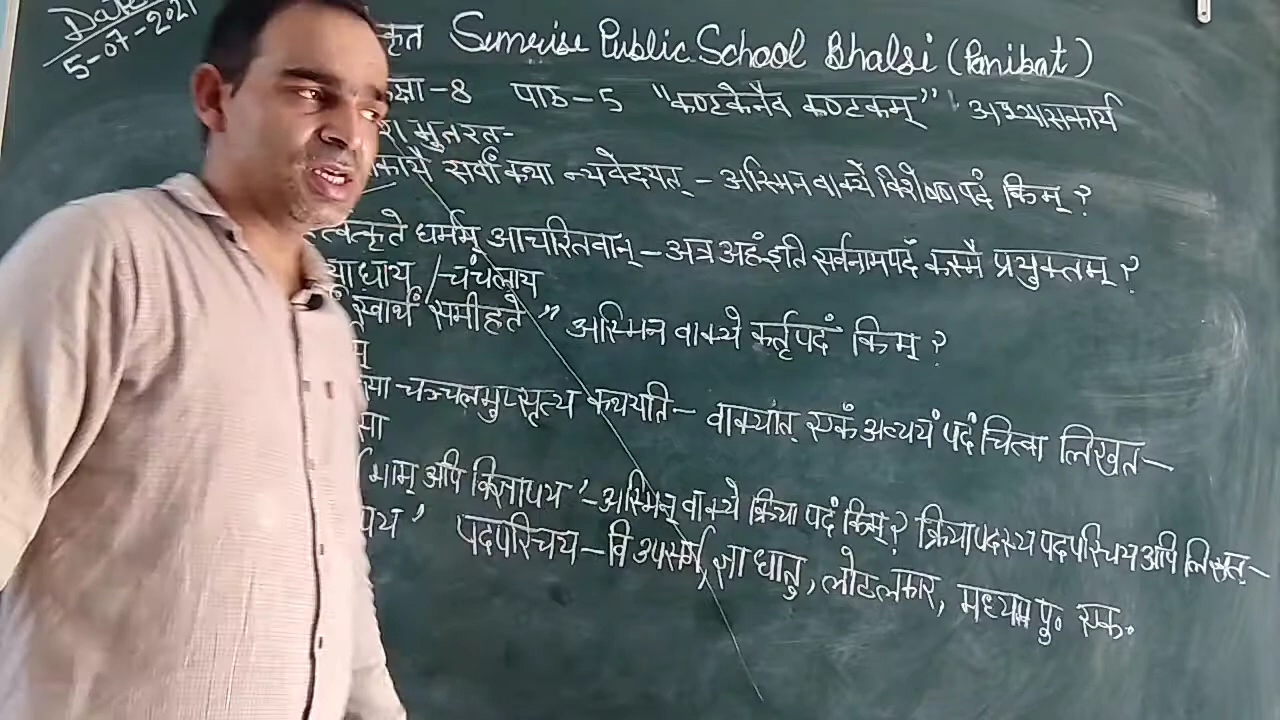 Date
5-07-2021
कृत Sunrise Public School Bhalsi (Panipat)
कक्षा-8 पाठ-5 "कण्टकेनैव कण्टकम्" अभ्यासकार्य
मुतरत-
सर्वां कथा न्यवेदयत् - अस्मिन वाक्ये विशेषण पदं किम् ?
त्वत्कृते धर्मम् आचरितवान् - अत्र अहं इति सर्वनामपदं कस्मै प्रयुक्तम् ?
व्याधाय / चंचलाय
स्वार्थं समीहते" अस्मिन वाक्ये कर्तृपदं किम् ?
सा चञ्चलमुपसृत्य कथयति - वाक्यात् एकं अव्ययं पदं चित्वा लिखत -
सा
माम् अपि विज्ञापय' - अस्मिन् वाक्ये क्रिया पदं किम् ? क्रियापदस्य पदपरिचय अपि लिखत् -
पय' पदपरिचय - वि उपसर्ग, ज्ञा धातु, लोट्लकार, मध्यम पु० एक०